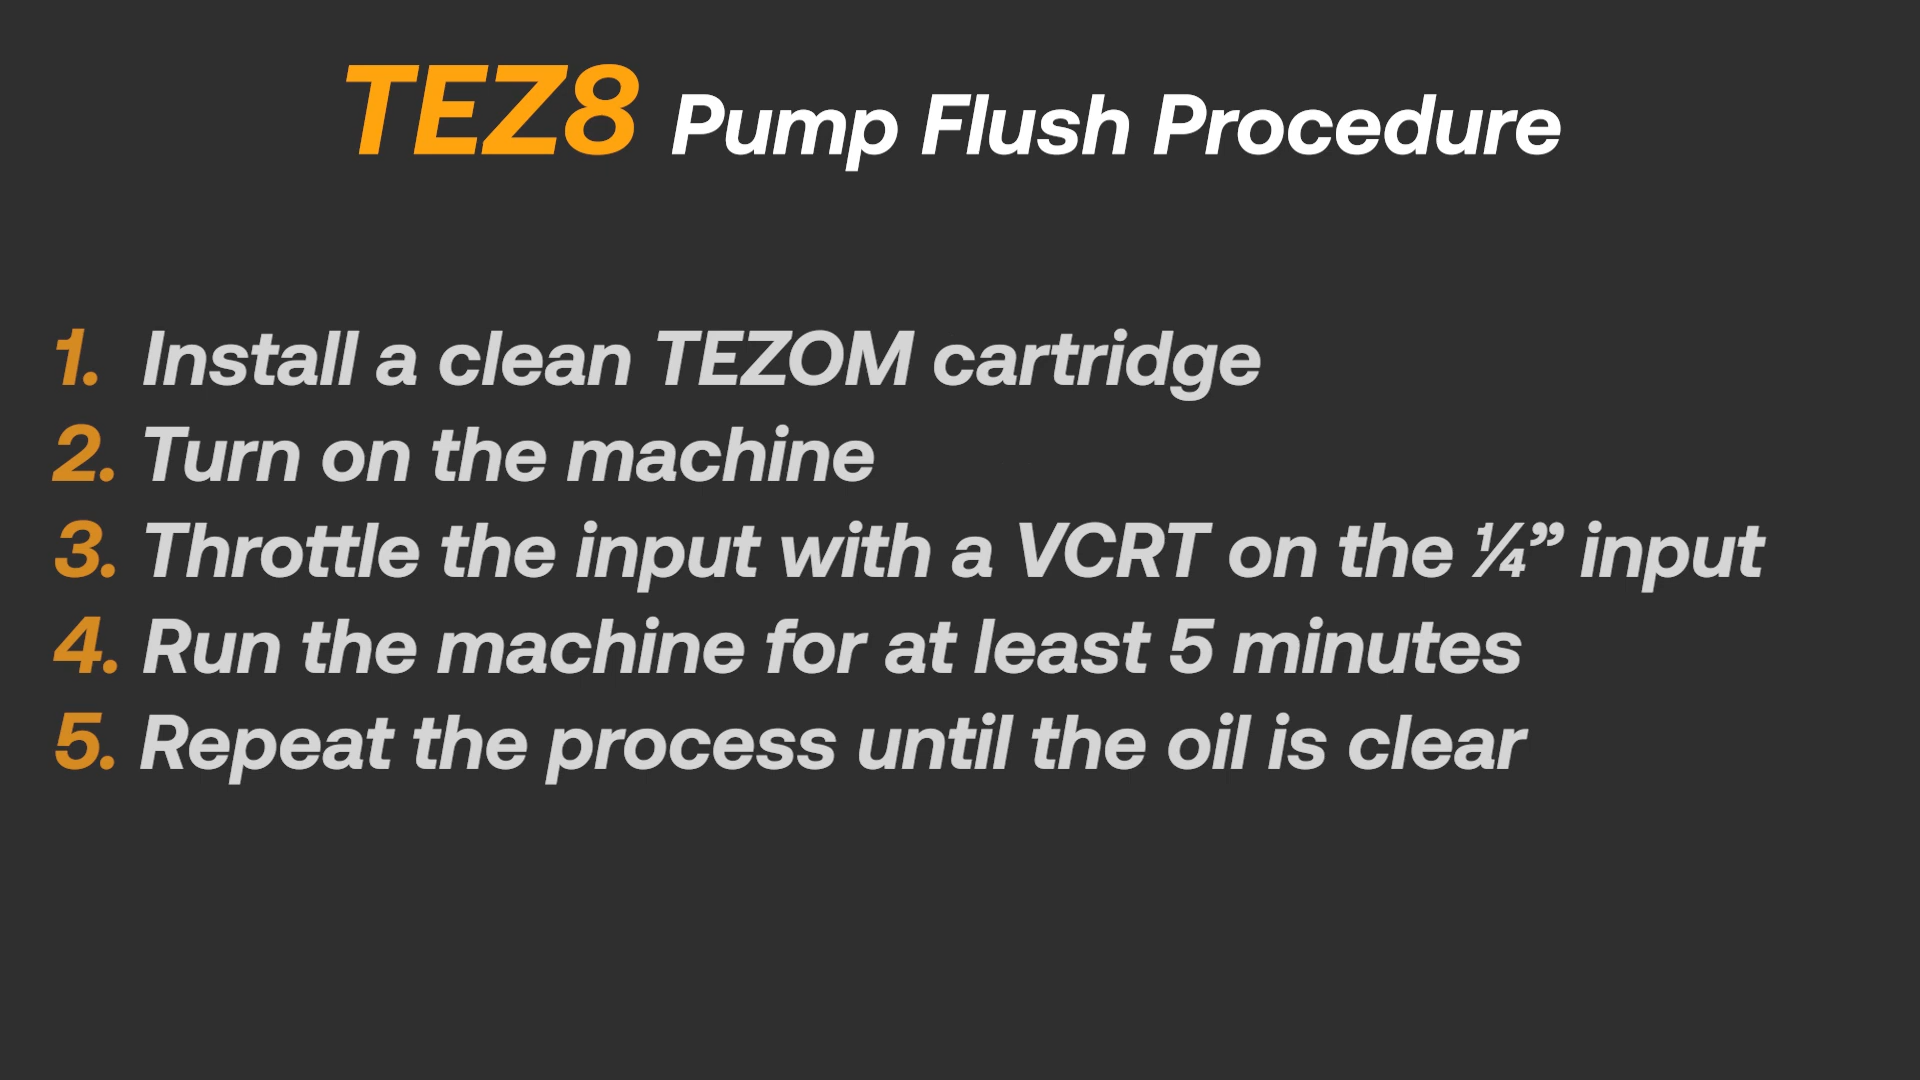 TEZ8 Pump Flush Procedure
1. Install a clean TEZOM cartridge
2. Turn on the machine
3. Throttle the input with a VCRT on the ¼” input
4. Run the machine for at least 5 minutes
5. Repeat the process until the oil is clear